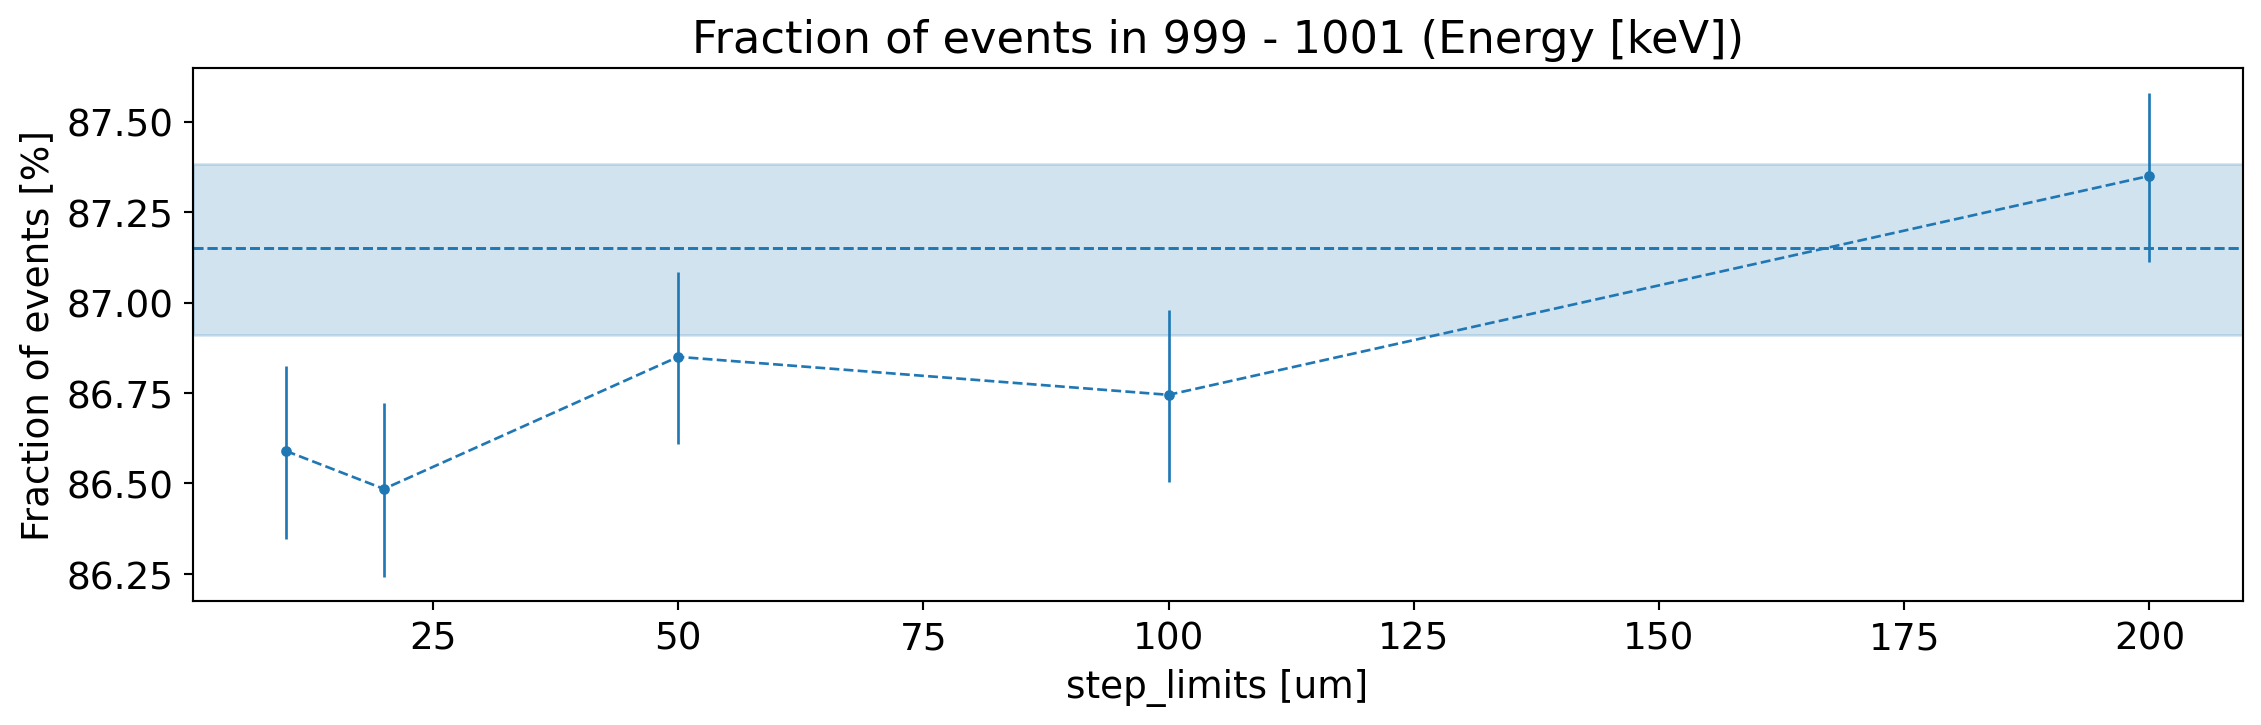 Fraction of events in 999 - 1001 (Energy [keV])
Fraction of events [%]
87.50
87.25
87.00
86.75
86.50
86.25
25 50 75 100 125 150 175 200
step_limits [um]